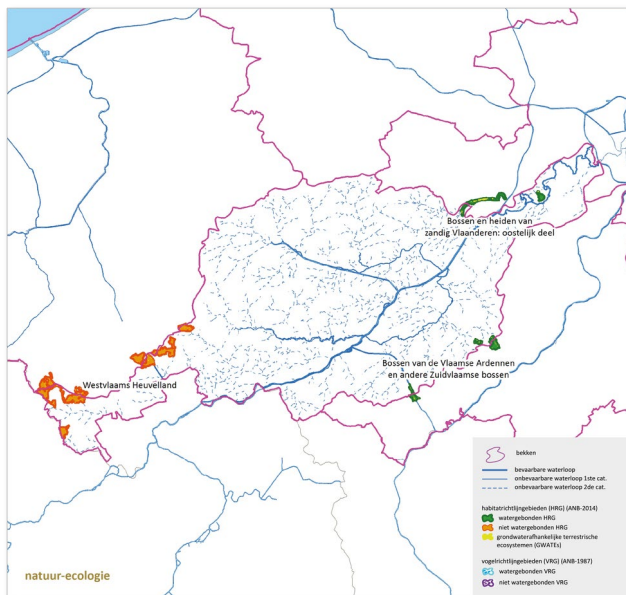 Bossen en heiden van
zandig Vlaanderen: oostelijk deel
Westvlaams Heuvelland
Bossen van de Vlaamse Ardennen
en andere Zuidvlaamse bossen
bekken
bevaarbare waterloop
onbevaarbare waterloop 1ste cat.
onbevaarbare waterloop 2de cat.
habitatrichtlijngebieden (HRG) (ANB-2014)
watergebonden HRG
niet watergebonden HRG
grondwaterafhankelijke terrestrische
ecosystemen (GWATEs)
vogelrichtlijngebieden (VRG) (ANB-1987)
watergebonden VRG
niet watergebonden VRG
natuur-ecologie